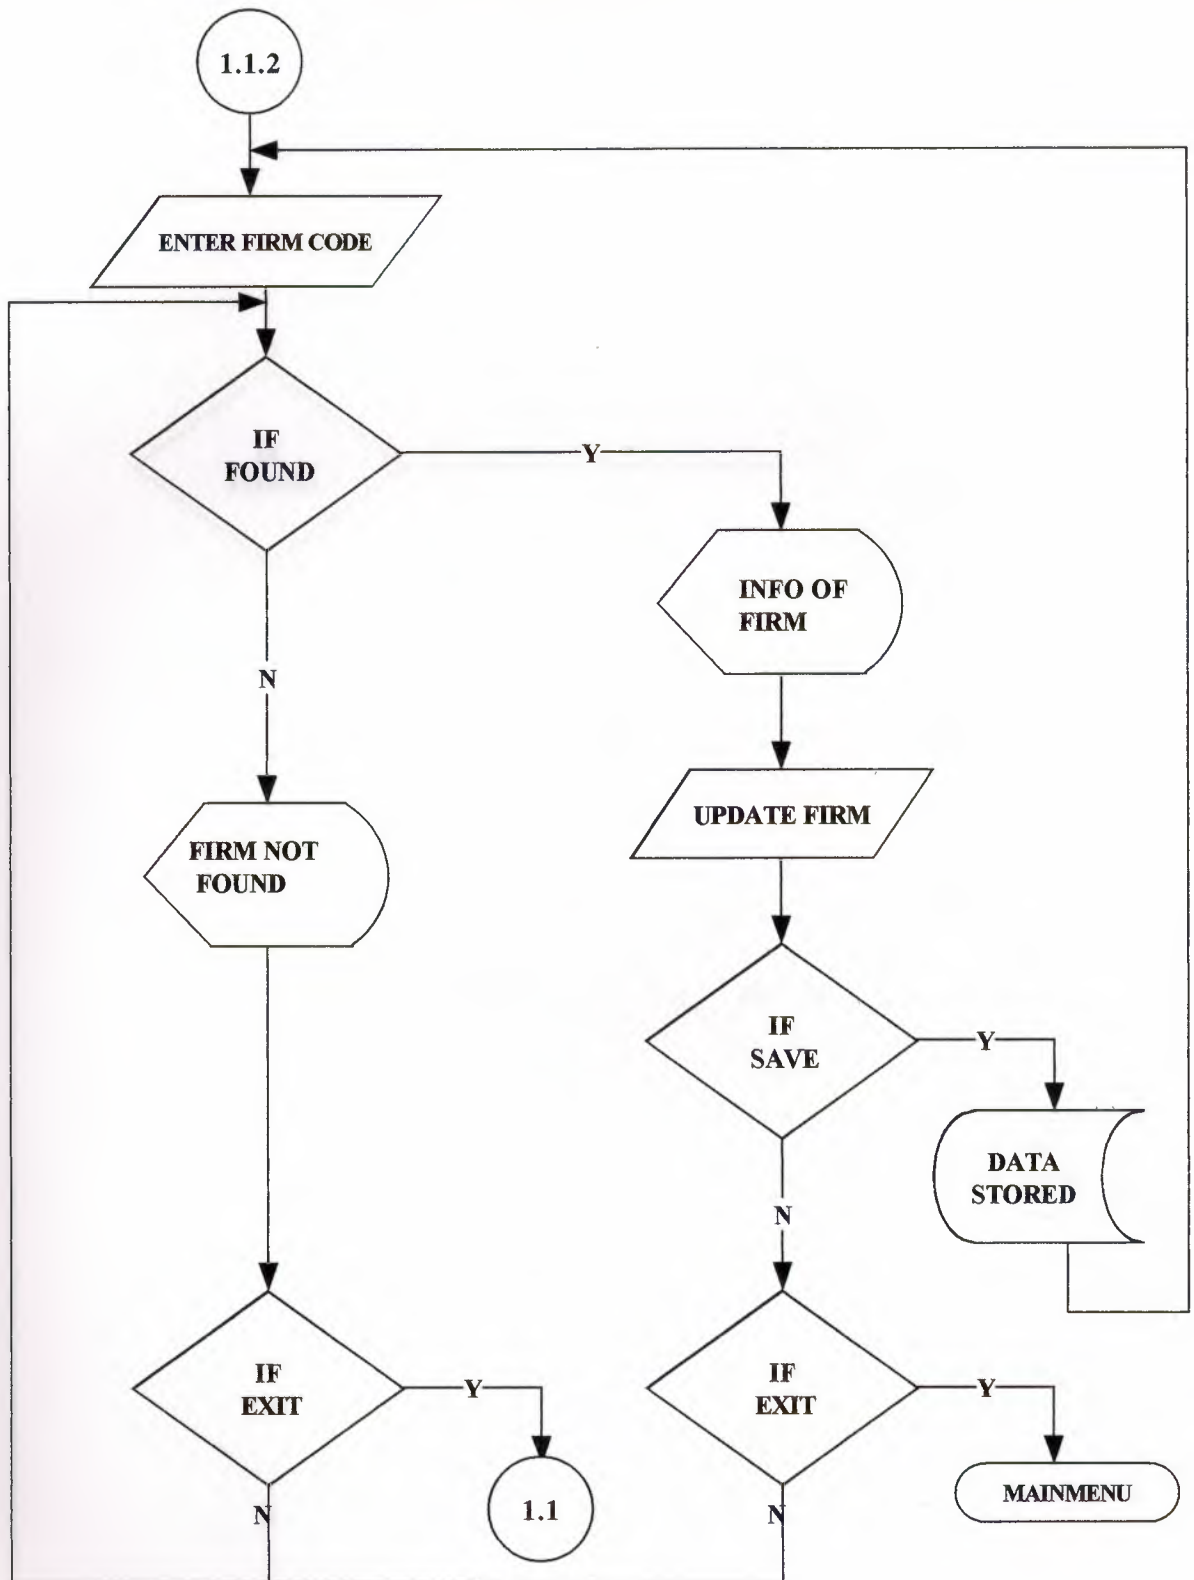 1.1.2
ENTER FIRM CODE
IF
FOUND
Y
INFO OF
FIRM
N
UPDATE FIRM
FIRM NOT
FOUND
IF
SAVE
Y
DATA
STORED
N
IF
EXIT
Y
IF
EXIT
Y
1.1
MAINMENU
N
N